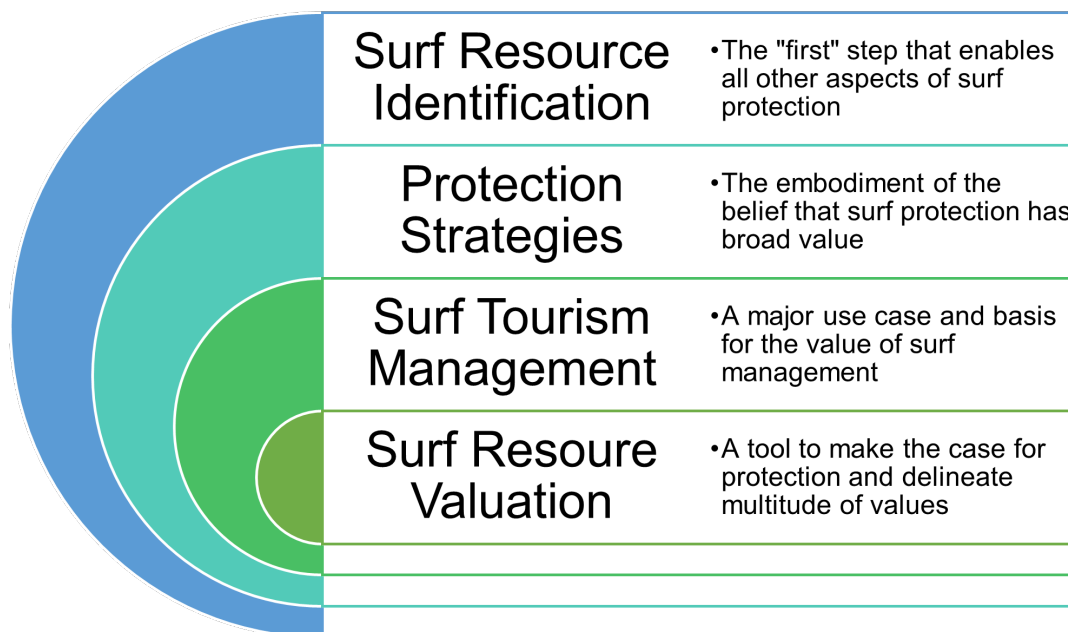 Surf Resource
Identification
•The "first" step that enables
all other aspects of surf
protection
Protection
Strategies
•The embodiment of the
belief that surf protection has
broad value
Surf Tourism
Management
•A major use case and basis
for the value of surf
management
Surf Resoure
Valuation
•A tool to make the case for
protection and delineate
multitude of values